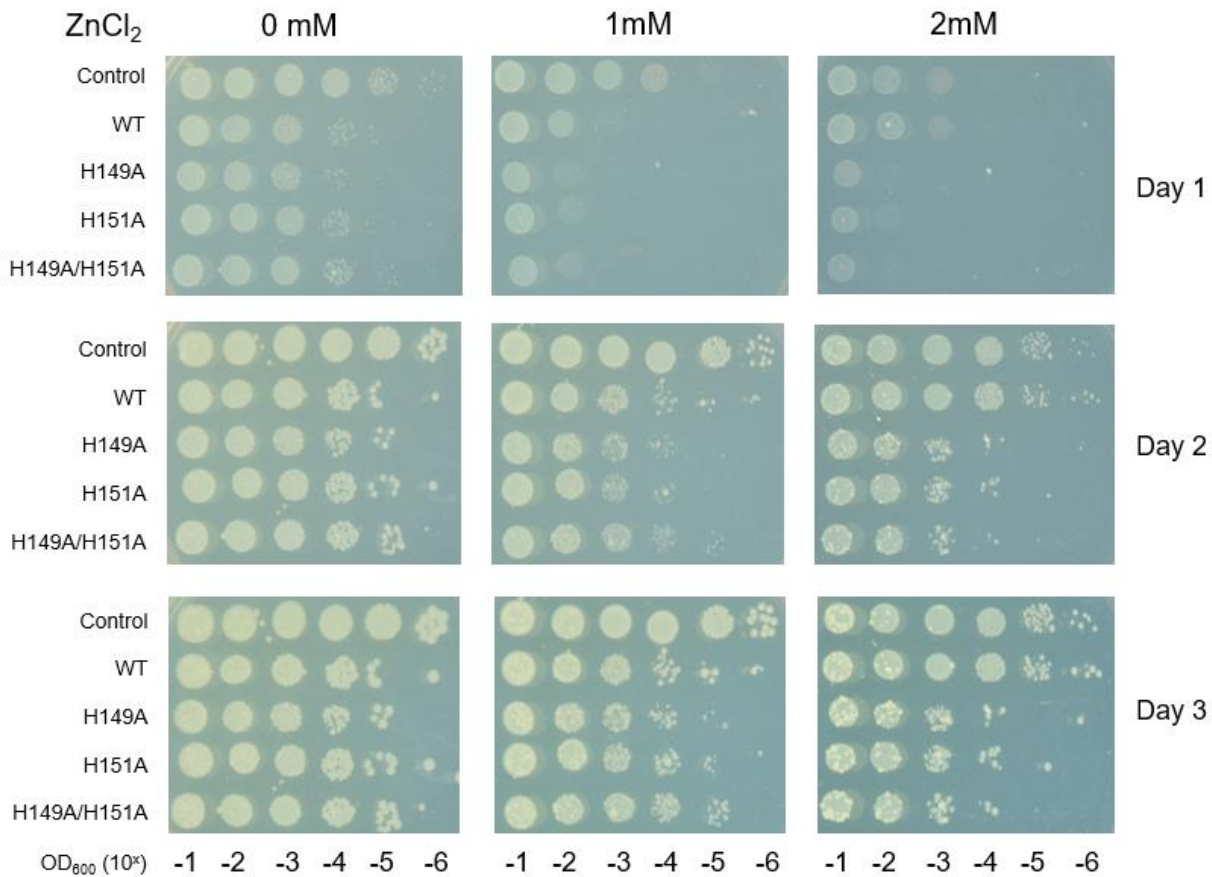 ZnCl₂ 0 mM 1mM 2mM
Control
WT
H149A
H151A
H149A/H151A
Day 1
Control
WT
H149A
H151A
H149A/H151A
Day 2
Control
WT
H149A
H151A
H149A/H151A
Day 3
OD₆₀₀ (10ˣ) -1 -2 -3 -4 -5 -6 -1 -2 -3 -4 -5 -6 -1 -2 -3 -4 -5 -6